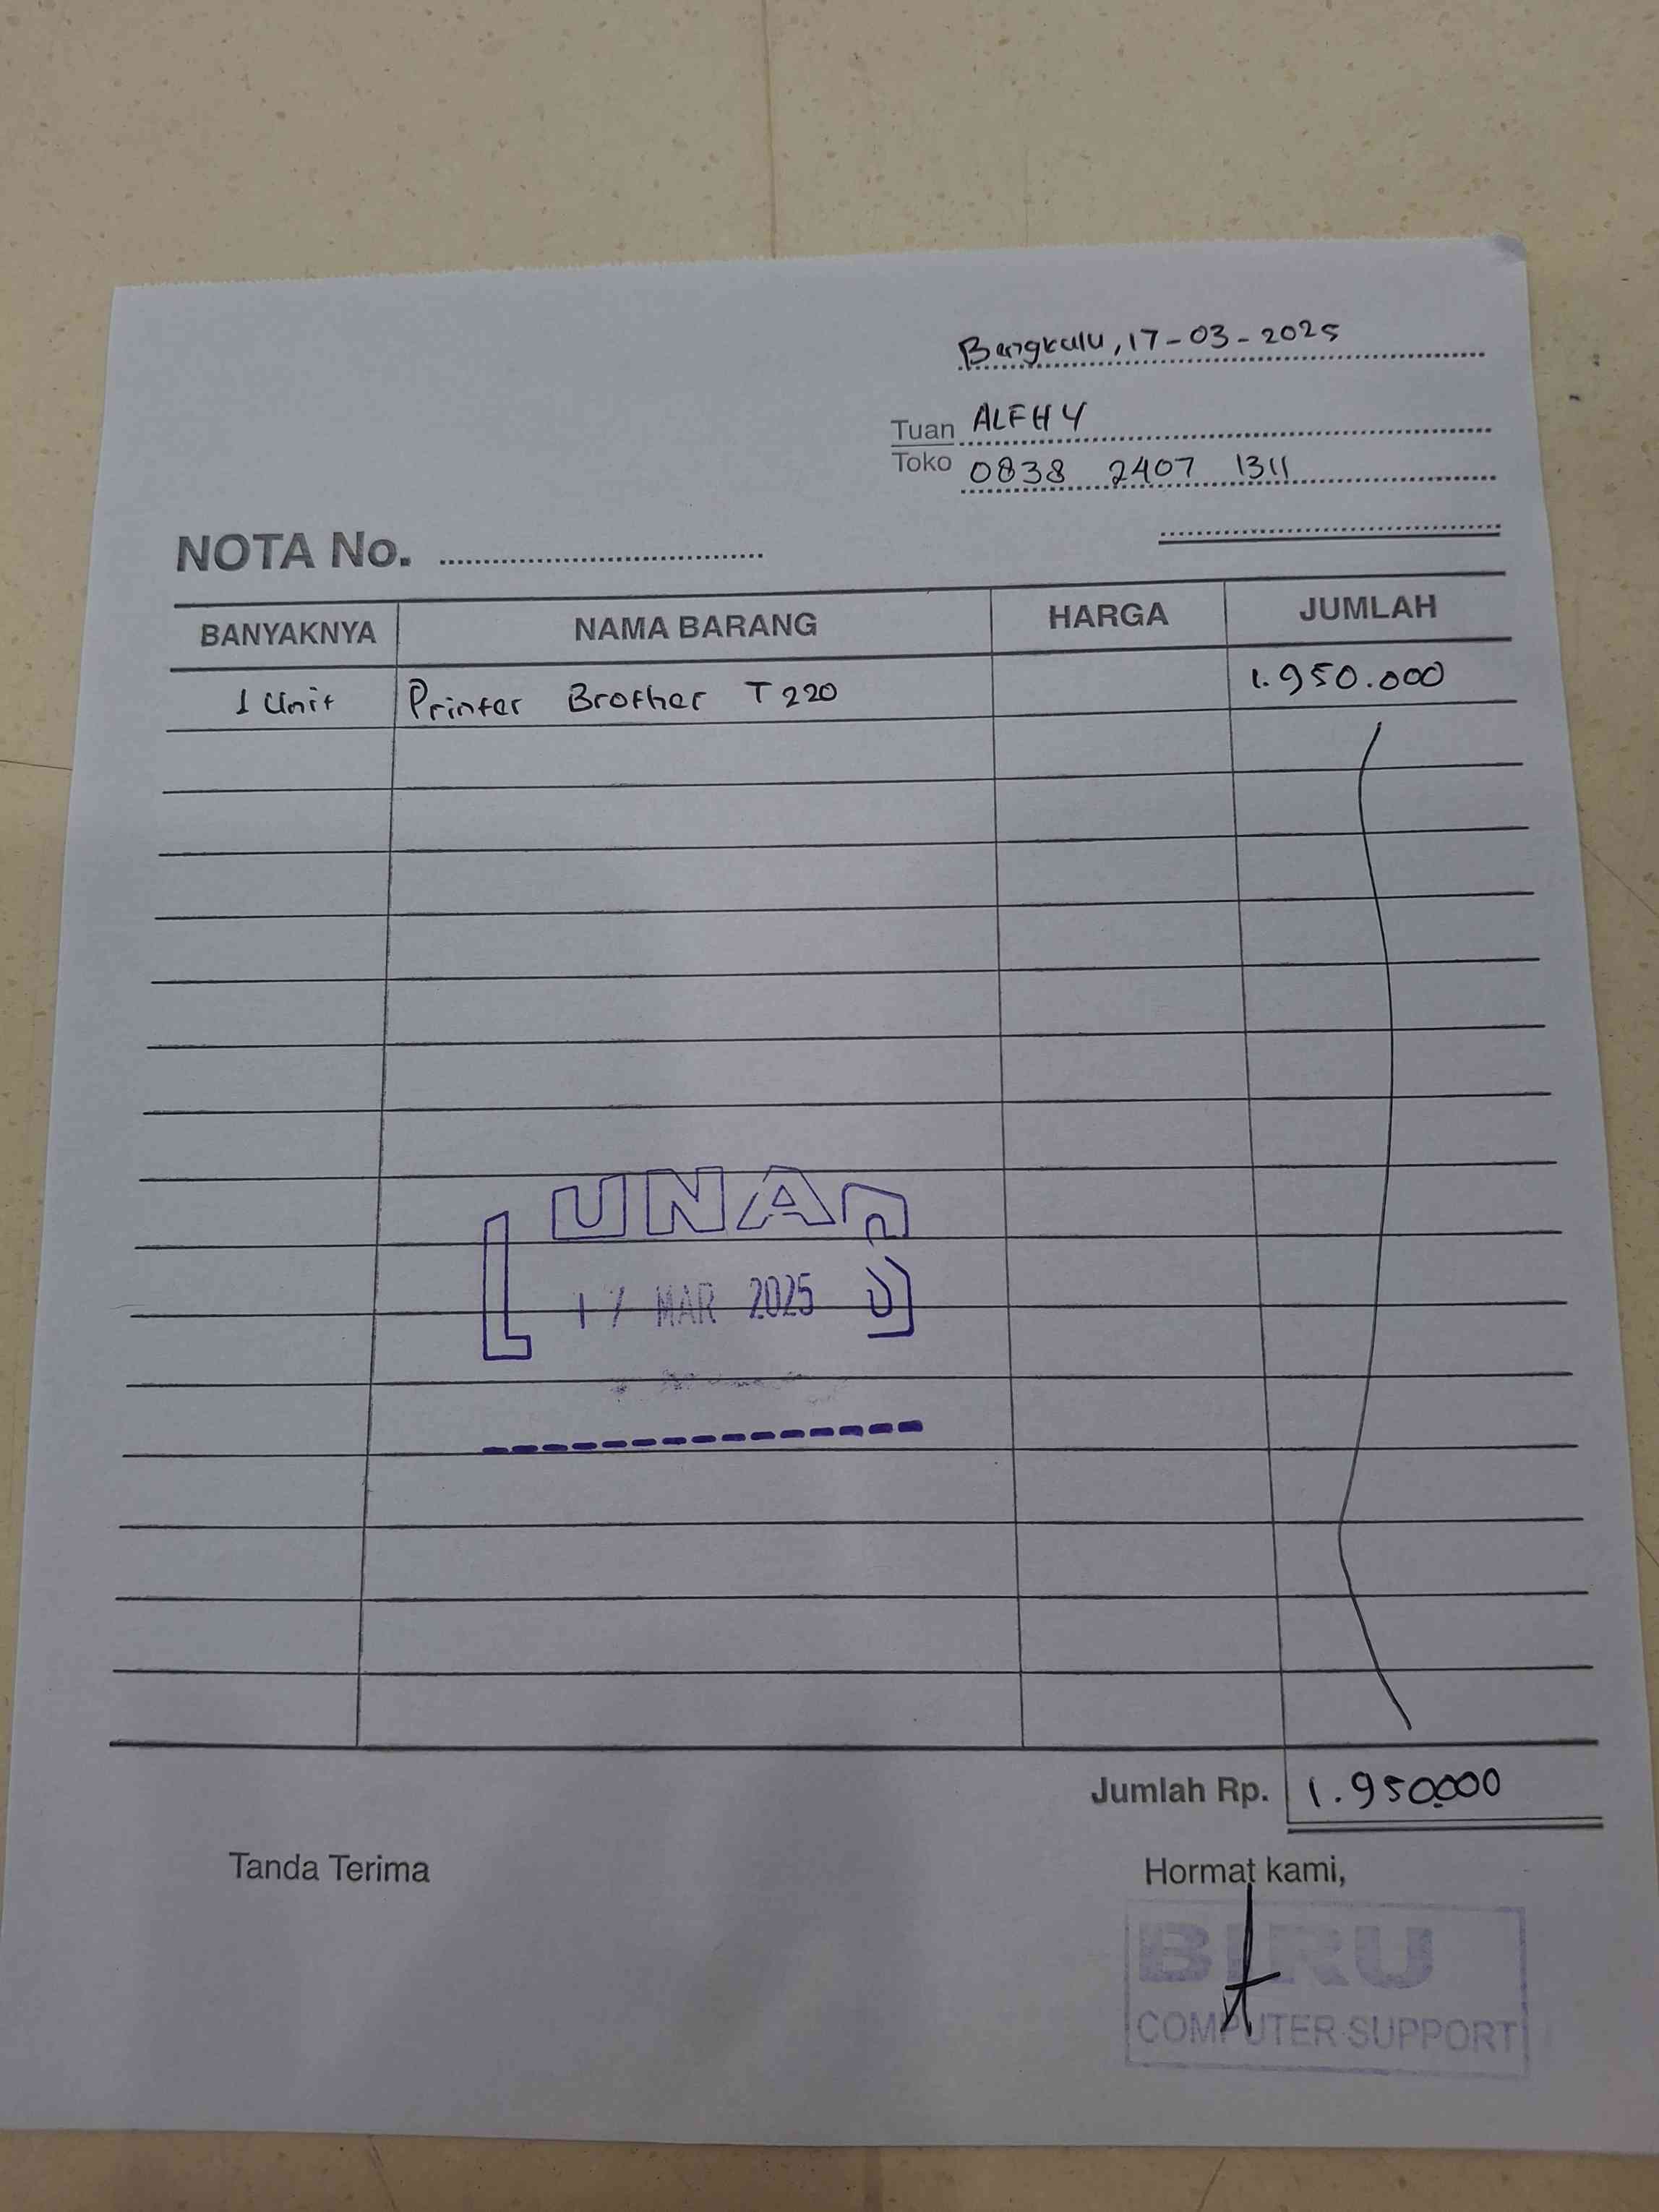 Bengkulu, 17-03-2025
Tuan ALFHY
Toko 0838 2407 1311
NOTA No.
BANYAKNYA NAMA BARANG HARGA JUMLAH
1 Unit Printer Brother T220 1.950.000
LUNAS
17 MAR 2025
Jumlah Rp. 1.950.000
Tanda Terima Hormat kami,
BIRU
COMPUTER SUPPORT